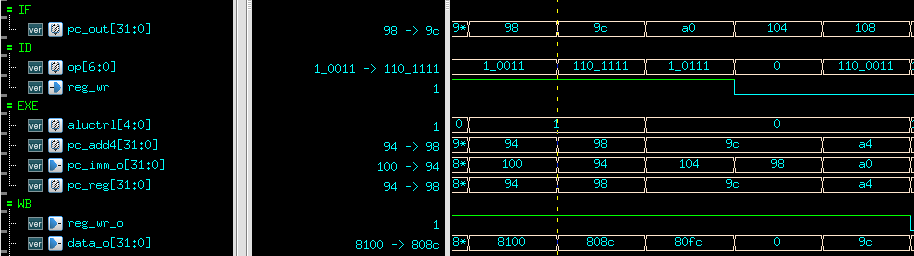 = IF
ver pc_out[31:0] 98 -> 9c 9* 98 9c a0 104 108
= ID
ver op[6:0] 1_0011 -> 110_1111 1_0011 110_1111 1_0111 0 110_0011
ver reg_wr 1
= EXE
ver aluctrl[4:0] 1 0 1 0
ver pc_add4[31:0] 94 -> 98 9* 94 98 9c a4
ver pc_imm_o[31:0] 100 -> 94 8* 100 94 104 98 a0
ver pc_reg[31:0] 94 -> 98 8* 94 98 9c a4
= WB
ver reg_wr_o 1
ver data_o[31:0] 8100 -> 808c 8* 8100 808c 80fc 0 9c